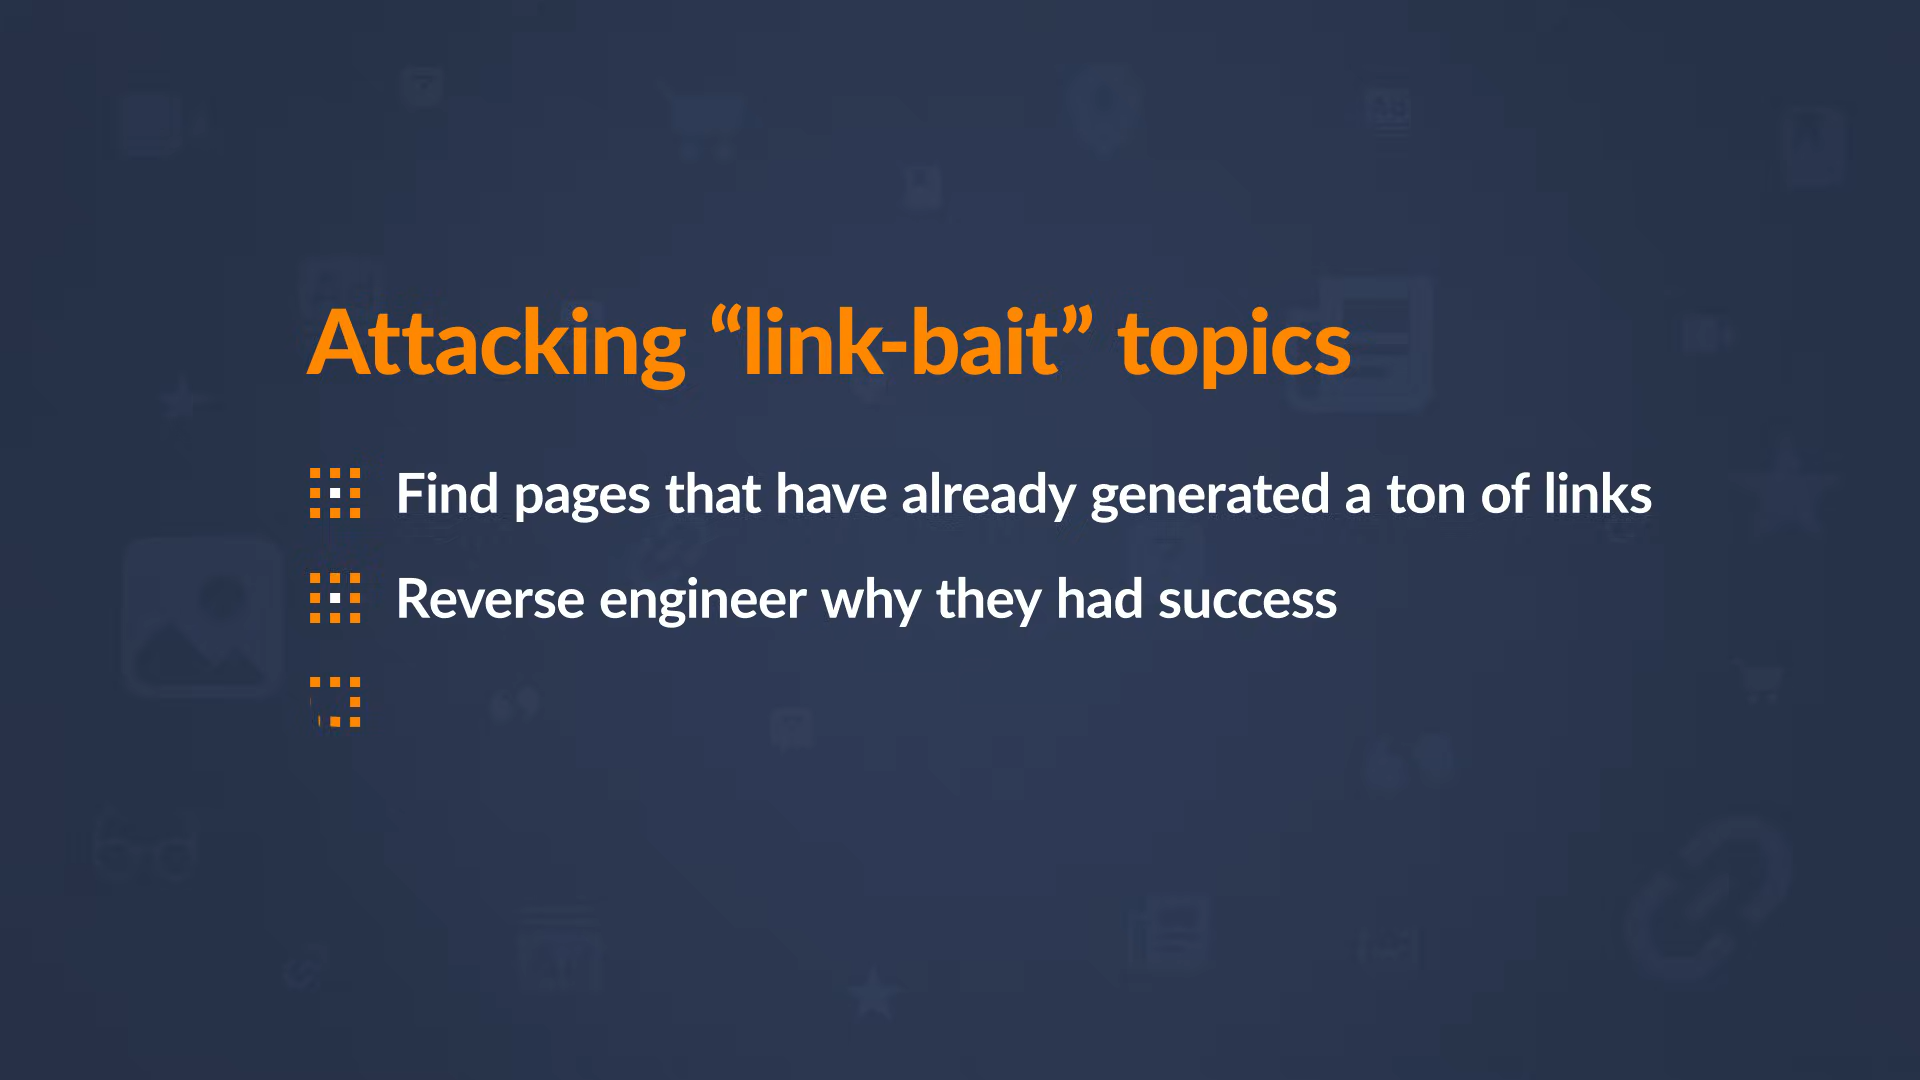 Attacking “link-bait” topics
Find pages that have already generated a ton of links
Reverse engineer why they had success